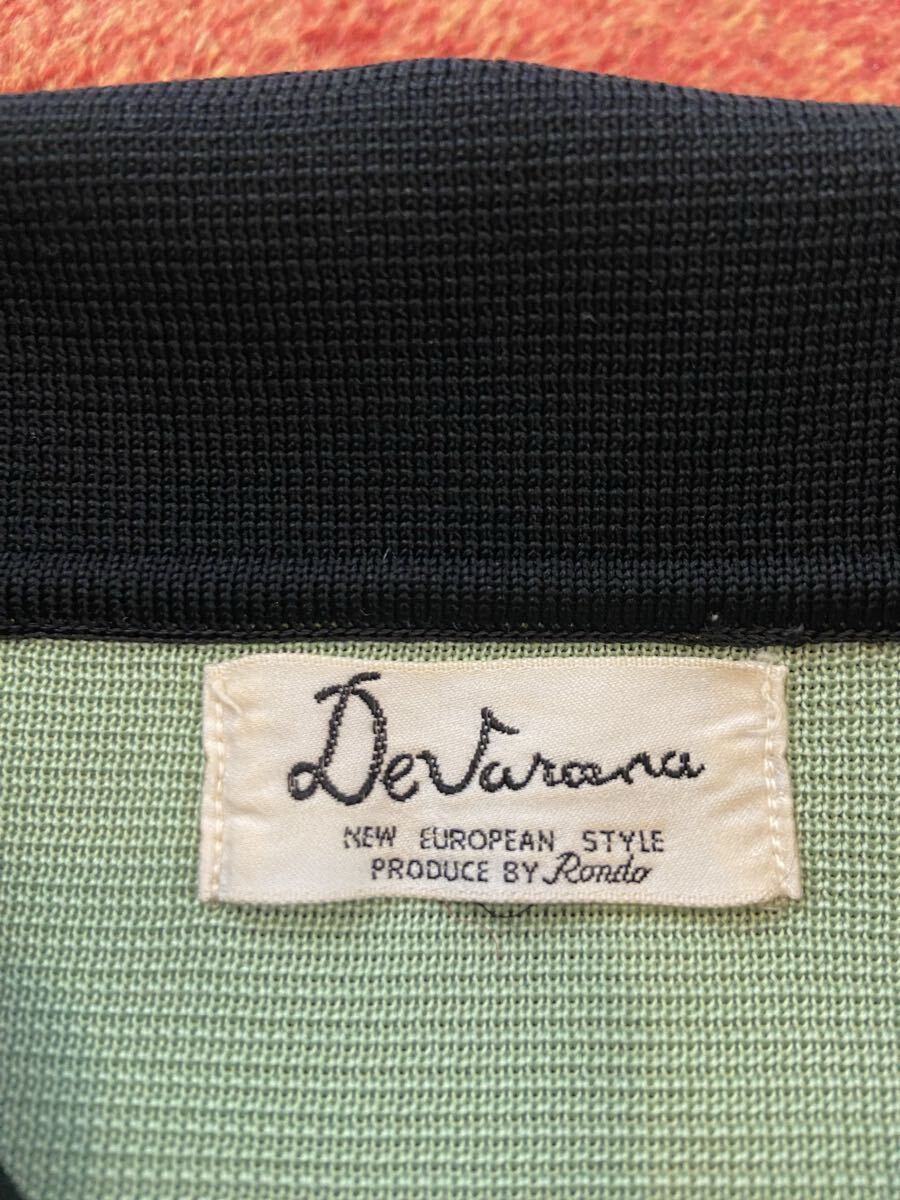 DeVarana
NEW EUROPEAN STYLE
PRODUCE BY Rondo